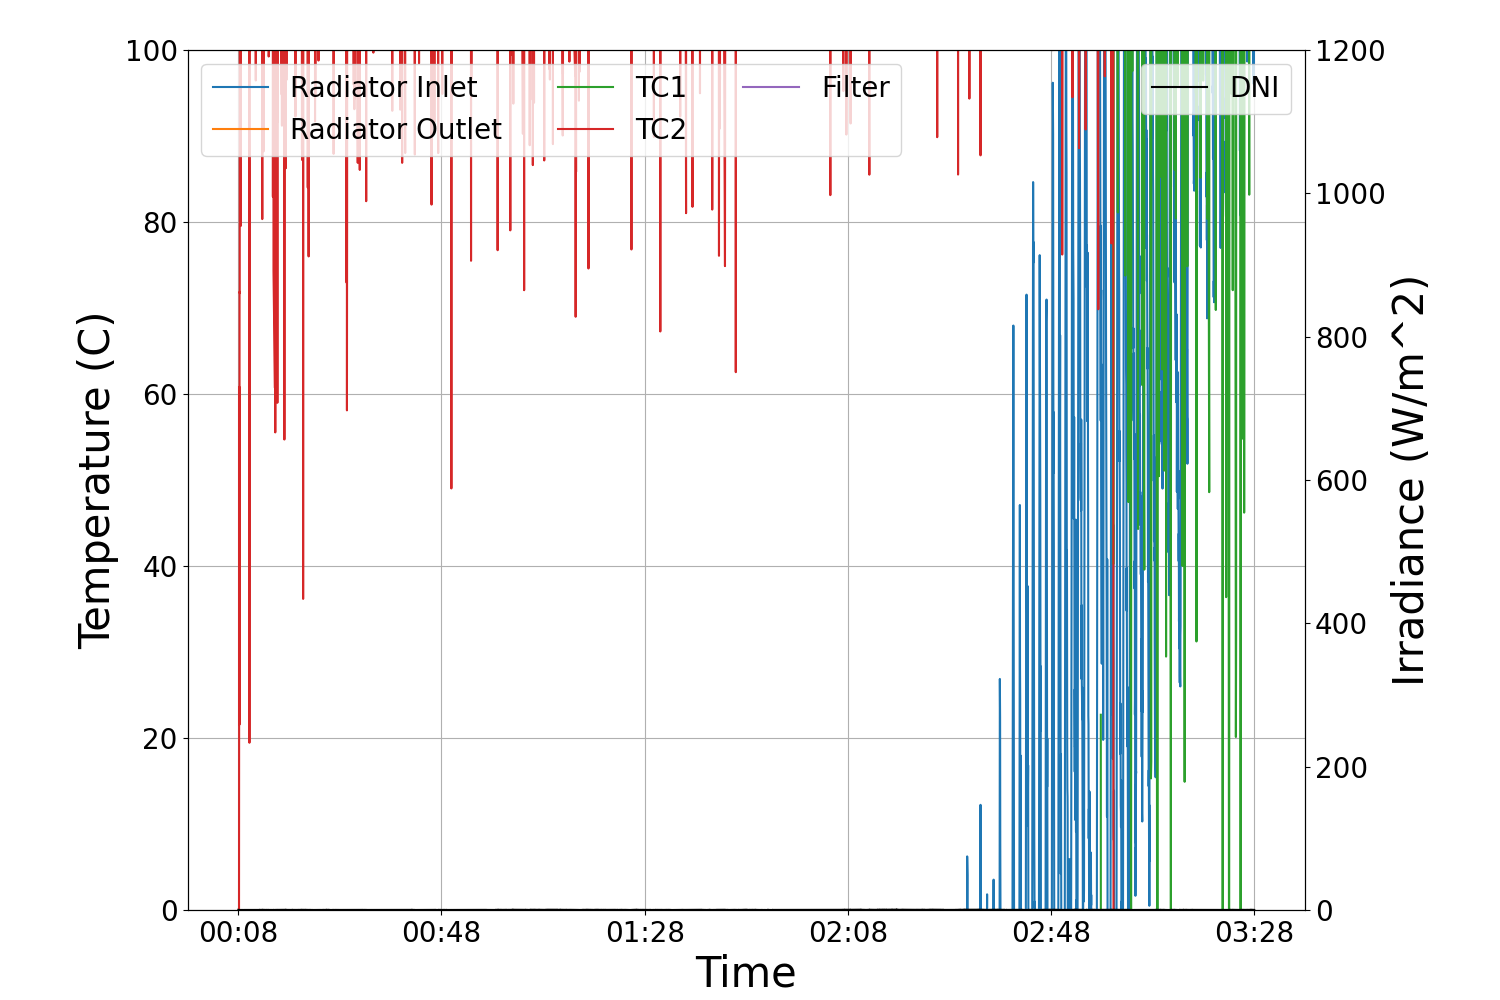 100
80
60
40
20
0
Temperature (C)
Radiator Inlet
Radiator Outlet
TC1
TC2
Filter
DNI
1200
1000
800
600
400
200
0
Irradiance (W/m^2)
00:08 00:48 01:28 02:08 02:48 03:28
Time